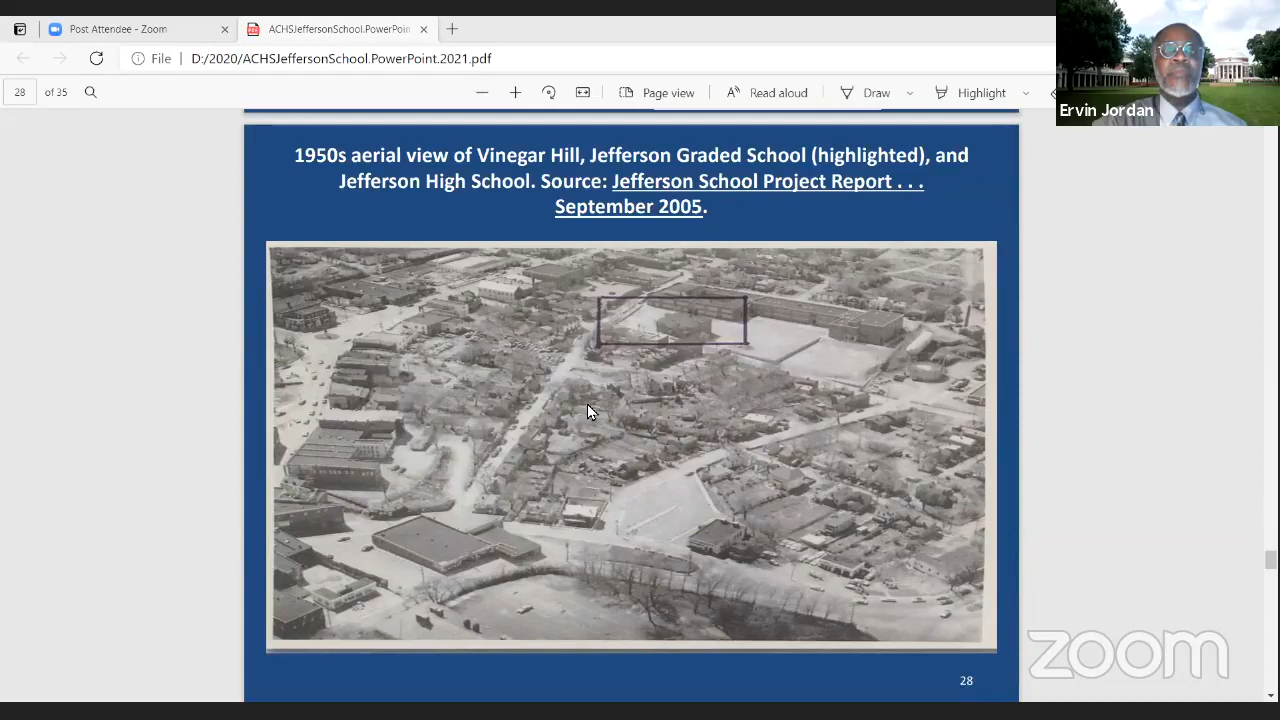 Post Attendee - Zoom
ACHSJeffersonSchool.PowerPoin
File
D:/2020/ACHSJeffersonSchool.PowerPoint.2021.pdf
28 of 35
Page view
Read aloud
Draw
Highlight
Ervin Jordan
1950s aerial view of Vinegar Hill, Jefferson Graded School (highlighted), and
Jefferson High School. Source: Jefferson School Project Report . . .
September 2005.
28
zoom